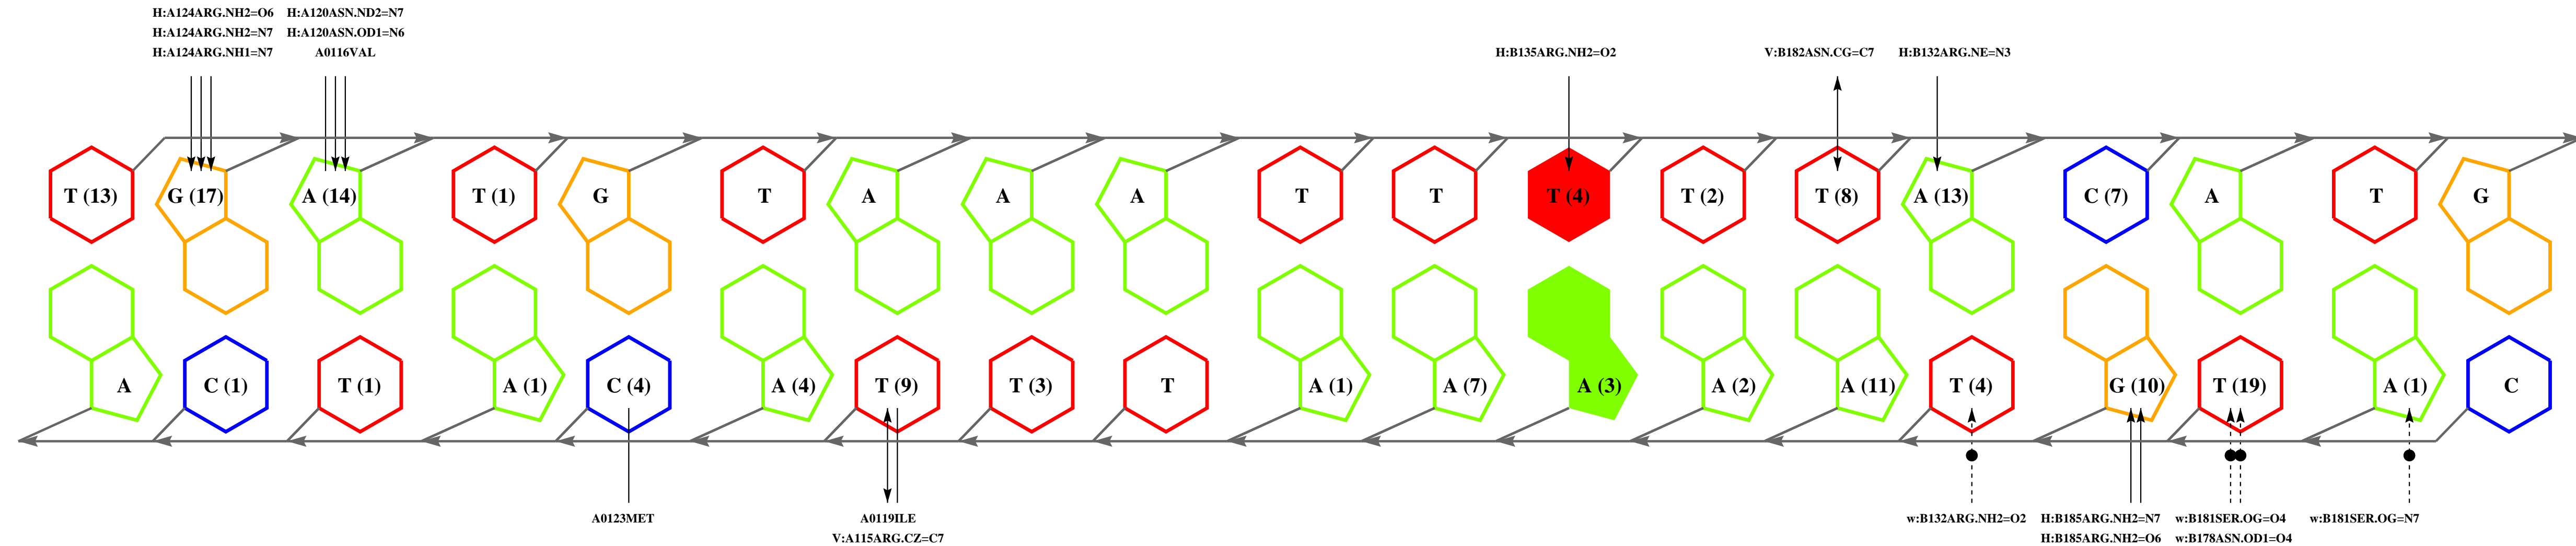 H:A124ARG.NH2=O6 H:A120ASN.ND2=N7
H:A124ARG.NH2=N7 H:A120ASN.OD1=N6
H:A124ARG.NH1=N7 A0116VAL H:B135ARG.NH2=O2 V:B182ASN.CG=C7 H:B132ARG.NE=N3
T (13) G (17) A (14) T (1) G T A A A T T T (4) T (2) T (8) A (13) C (7) A T G
A C (1) T (1) A (1) C (4) A (4) T (9) T (3) T A (1) A (7) A (3) A (2) A (11) T (4) G (10) T (19) A (1) C
A0123MET A0119ILE w:B132ARG.NH2=O2 H:B185ARG.NH2=N7 w:B181SER.OG=O4 w:B181SER.OG=N7
V:A115ARG.CZ=C7 H:B185ARG.NH2=O6 w:B178ASN.OD1=O4